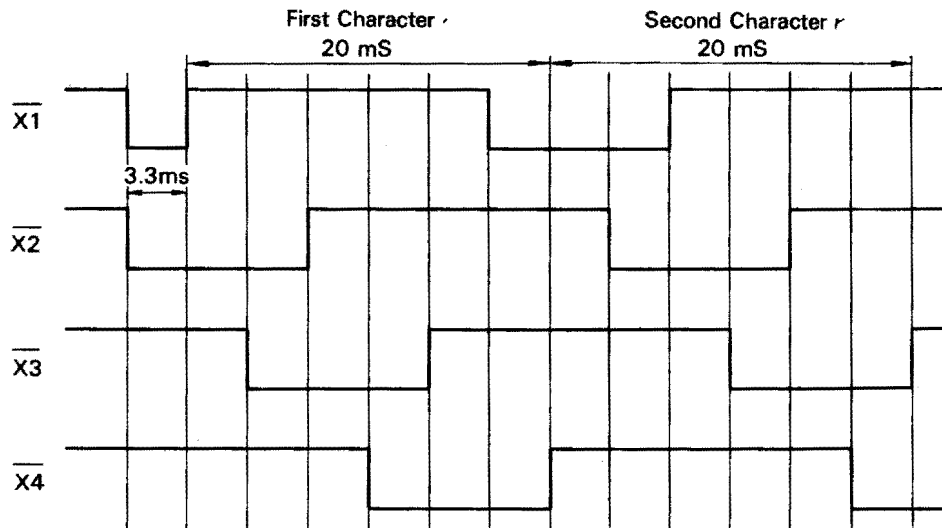 First Character
20 mS
Second Character
20 mS
X1
3.3ms
X2
X3
X4